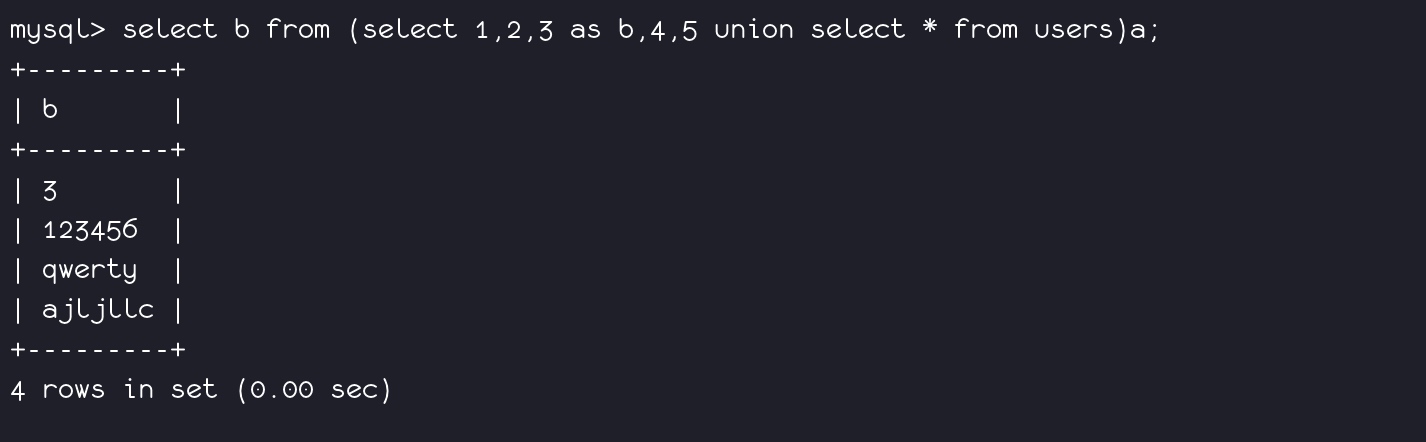 mysql> select b from (select 1,2,3 as b,4,5 union select * from users)a;
+---------+
| b       |
+---------+
| 3       |
| 123456  |
| qwerty  |
| ajljllc |
+---------+
4 rows in set (0.00 sec)